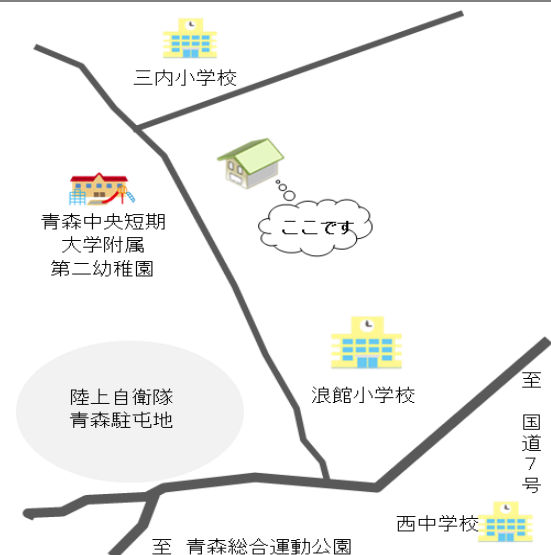 三内小学校
青森中央短期
大学附属
第二幼稚園
ここです
陸上自衛隊
青森駐屯地
浪館小学校
至 国道7号
西中学校
至 青森総合運動公園